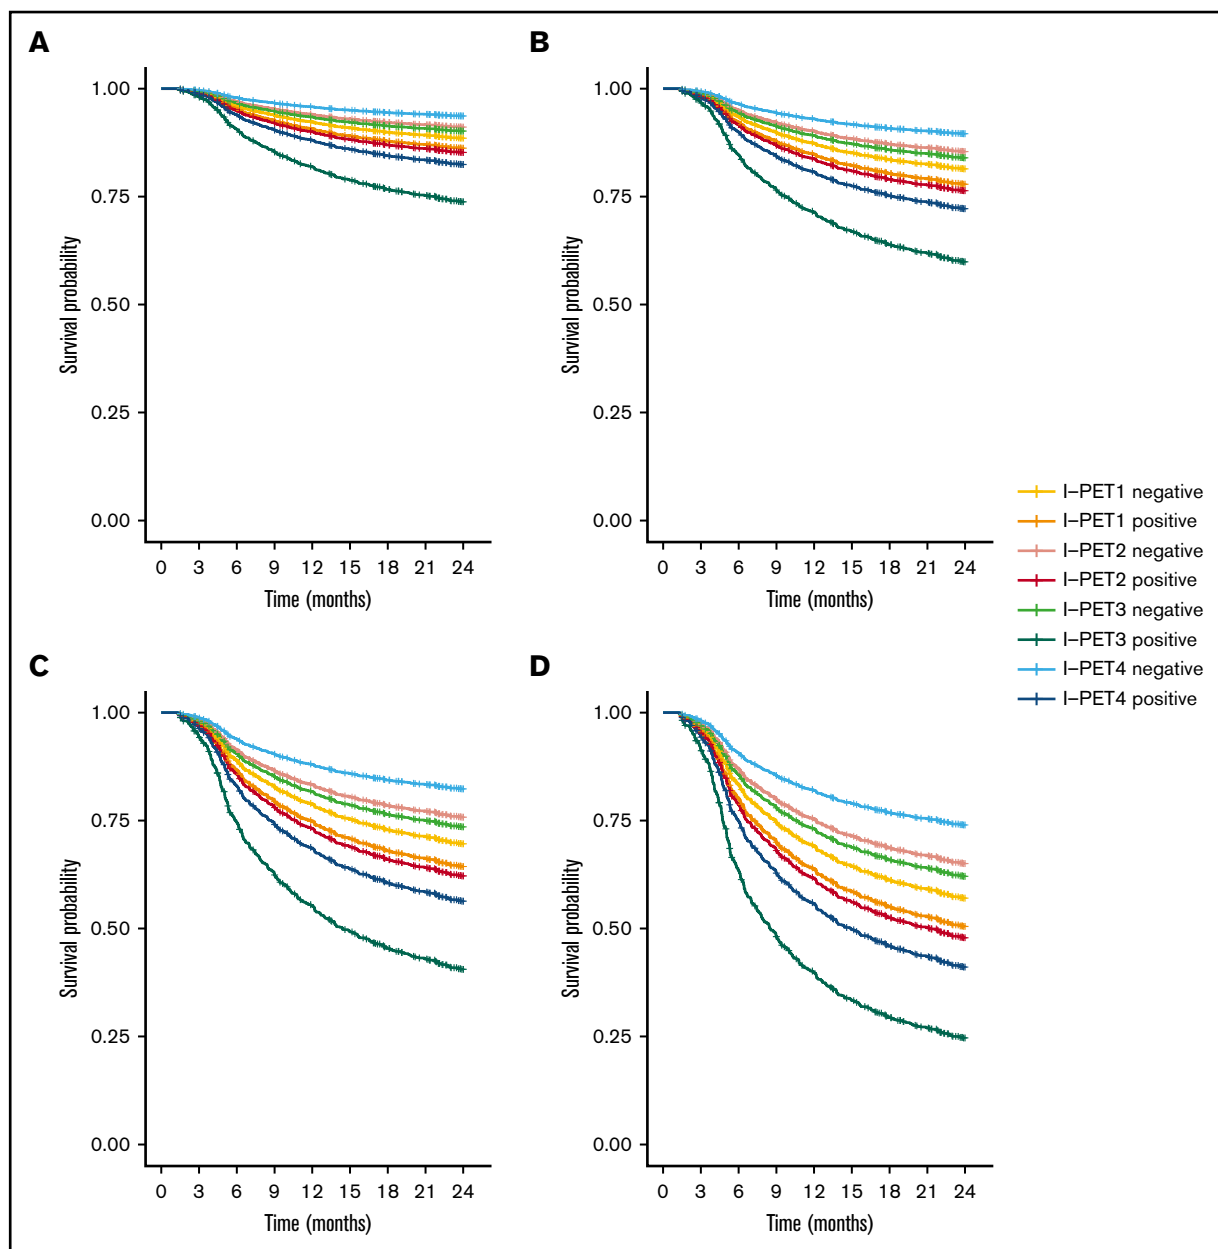 A
1.00
0.75
0.50
0.25
0.00
Survival probability
0 3 6 9 12 15 18 21 24
Time (months)
B
1.00
0.75
0.50
0.25
0.00
Survival probability
0 3 6 9 12 15 18 21 24
Time (months)
I–PET1 negative
I–PET1 positive
I–PET2 negative
I–PET2 positive
I–PET3 negative
I–PET3 positive
I–PET4 negative
I–PET4 positive
C
1.00
0.75
0.50
0.25
0.00
Survival probability
0 3 6 9 12 15 18 21 24
Time (months)
D
1.00
0.75
0.50
0.25
0.00
Survival probability
0 3 6 9 12 15 18 21 24
Time (months)